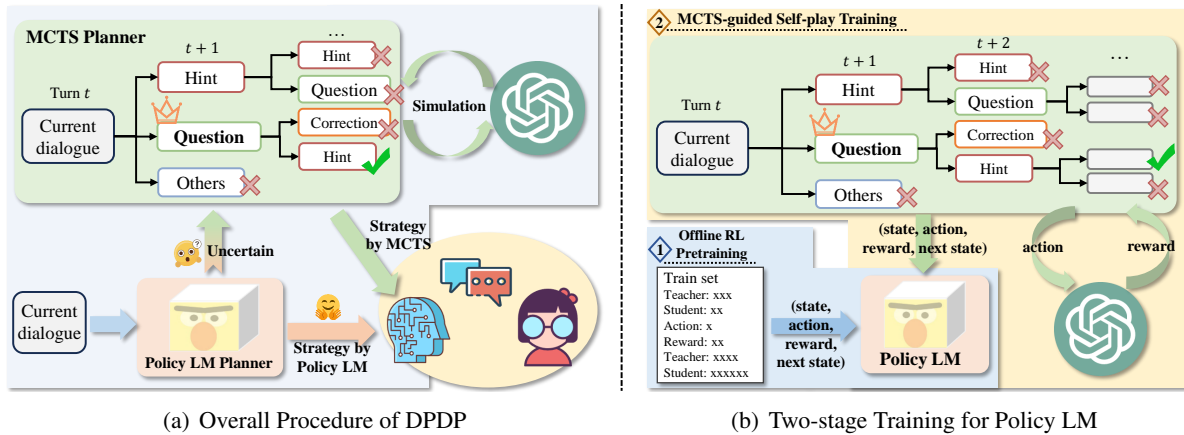 MCTS Planner
t + 1
...
Turn t
Current
dialogue
Hint
Question
Others
Hint
Question
Correction
Hint
Simulation
Uncertain
Strategy
by MCTS
Current
dialogue
Policy LM Planner
Strategy by
Policy LM
(a) Overall Procedure of DPDP
2 MCTS-guided Self-play Training
t + 1
t + 2
...
Turn t
Current
dialogue
Hint
Question
Others
Hint
Question
Correction
Hint
(state, action,
reward, next state)
action
reward
1 Offline RL
Pretraining
Train set
Teacher: xxx
Student: xx
Action: x
Reward: xx
Teacher: xxxx
Student: xxxxxx
(state,
action,
reward,
next state)
Policy LM
(b) Two-stage Training for Policy LM